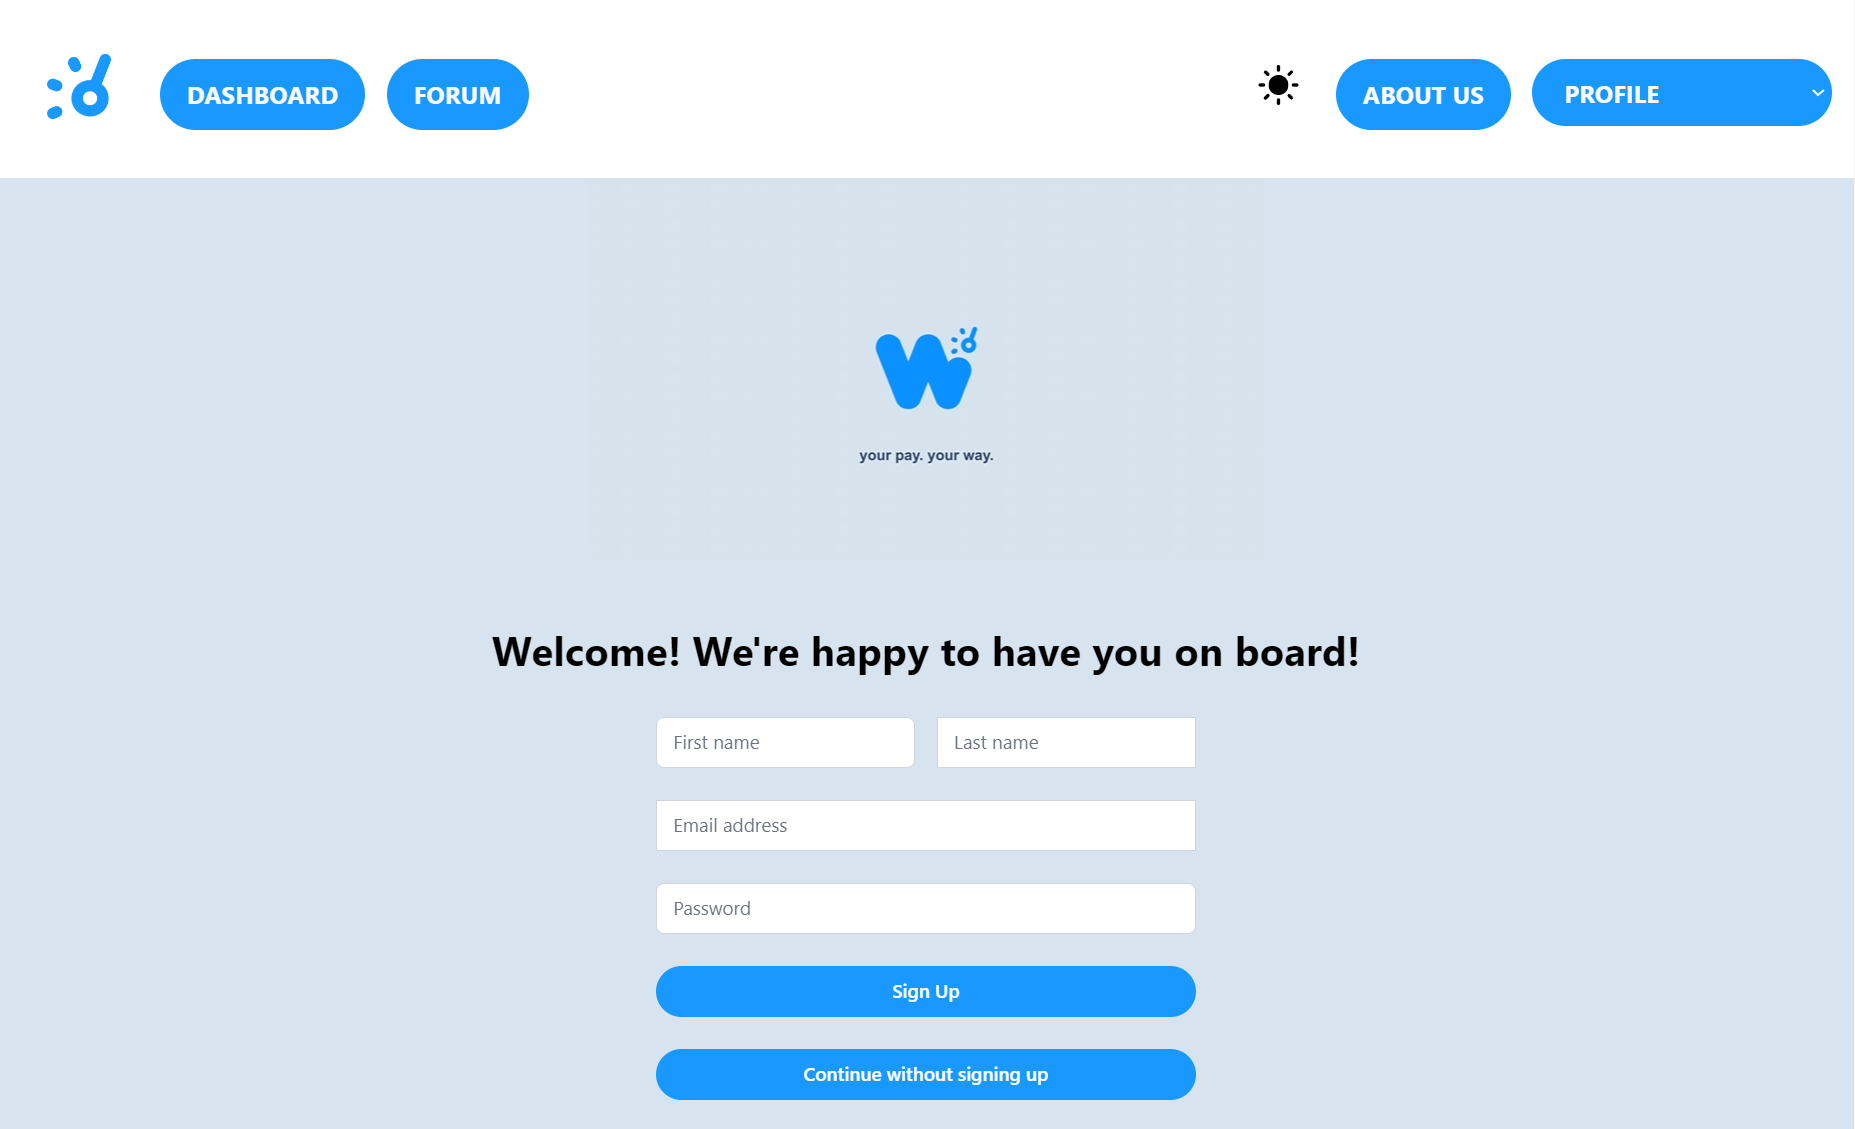 DASHBOARD FORUM ABOUT US PROFILE
W
your pay. your way.
Welcome! We're happy to have you on board!
First name Last name
Email address
Password
Sign Up
Continue without signing up